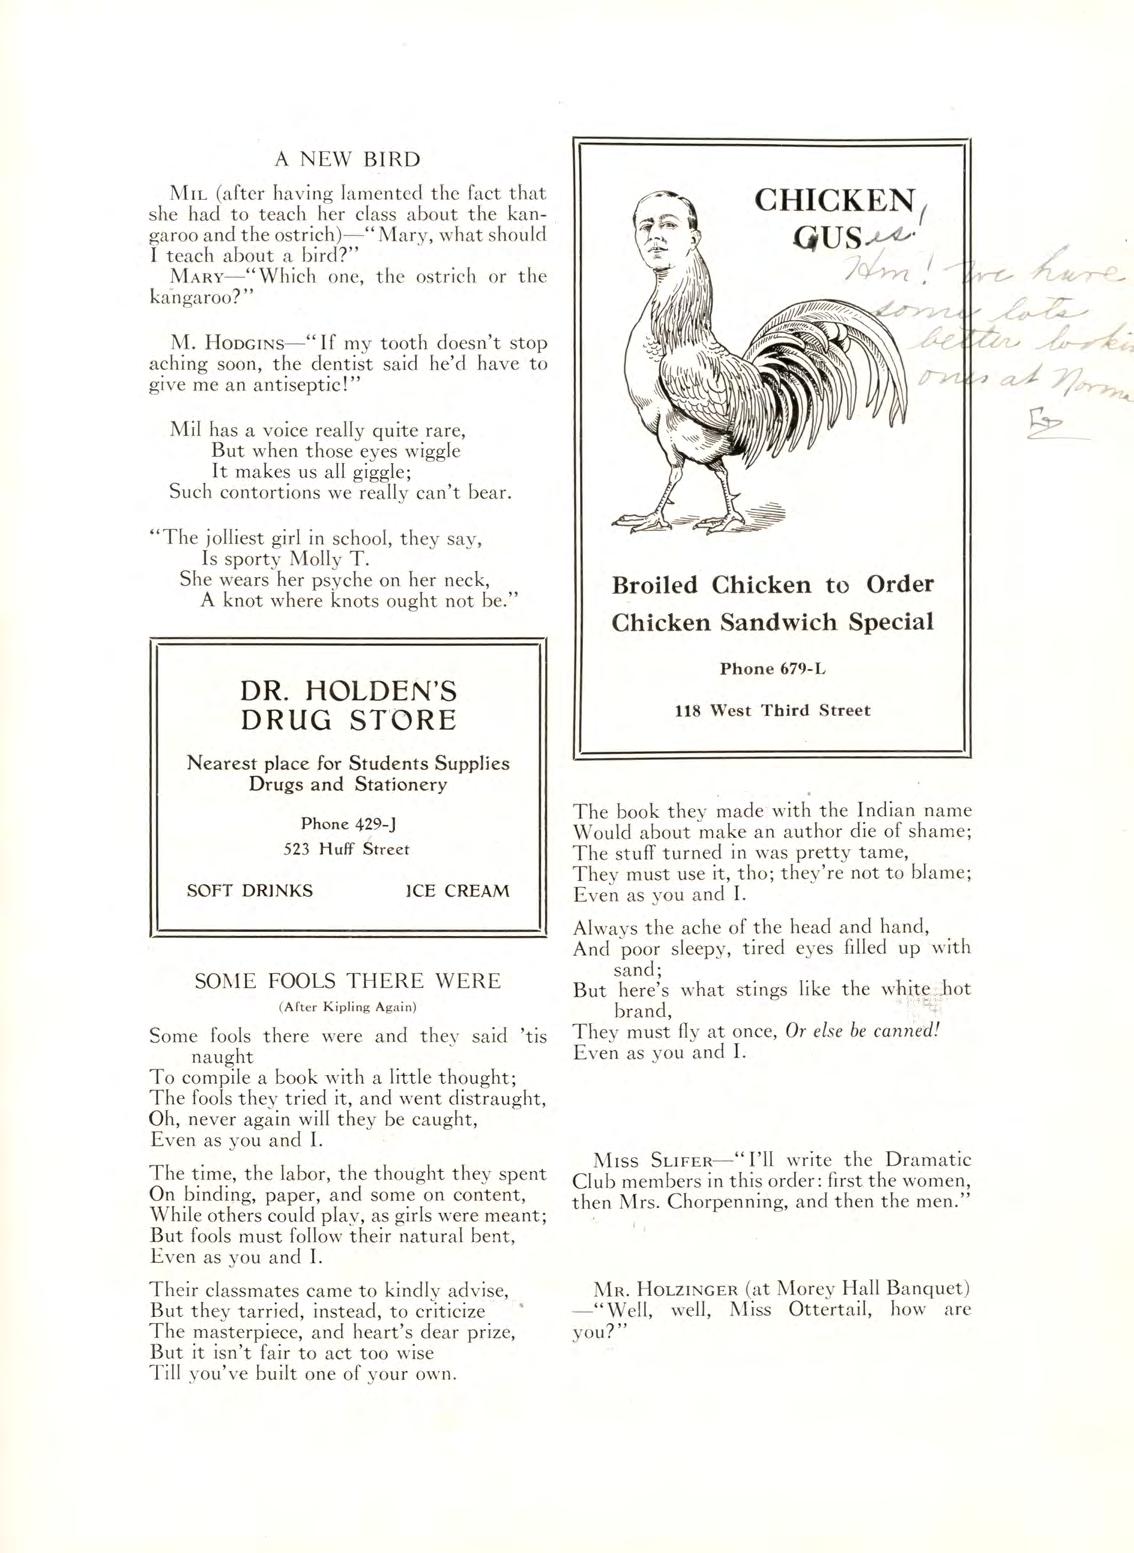 A NEW BIRD
MIL (after having lamented the fact that
she had to teach her class about the kan-
garoo and the ostrich)—“Mary, what should
I teach about a bird?”
MARY—“Which one, the ostrich or the
kangaroo?”
M. HODGINS—“If my tooth doesn’t stop
aching soon, the dentist said he’d have to
give me an antiseptic!”
Mil has a voice really quite rare,
But when those eyes wiggle
It makes us all giggle;
Such contortions we really can’t bear.
“The jolliest girl in school, they say,
Is sporty Molly T.
She wears her psyche on her neck,
A knot where knots ought not be.”
DR. HOLDEN’S
DRUG STORE
Nearest place for Students Supplies
Drugs and Stationery
Phone 429-J
523 Huff Street
SOFT DRINKS ICE CREAM
SOME FOOLS THERE WERE
(After Kipling Again)
Some fools there were and they said ’tis
naught
To compile a book with a little thought;
The fools they tried it, and went distraught,
Oh, never again will they be caught,
Even as you and I.
The time, the labor, the thought they spent
On binding, paper, and some on content,
While others could play, as girls were meant;
But fools must follow their natural bent,
Even as you and I.
Their classmates came to kindly advise,
But they tarried, instead, to criticize
The masterpiece, and heart’s dear prize,
But it isn’t fair to act too wise
Till you’ve built one of your own.
CHICKEN
GUS
Hm! we have
some lots
better
ones at
Broiled Chicken to Order
Chicken Sandwich Special
Phone 679-L
118 West Third Street
The book they made with the Indian name
Would about make an author die of shame;
The stuff turned in was pretty tame,
They must use it, tho; they’re not to blame;
Even as you and I.
Always the ache of the head and hand,
And poor sleepy, tired eyes filled up with
sand;
But here’s what stings like the white hot
brand,
They must fly at once, Or else be canned!
Even as you and I.
MISS SLIFER—“I’ll write the Dramatic
Club members in this order: first the women,
then Mrs. Chorpenning, and then the men.”
MR. HOLZINGER (at Morey Hall Banquet)
—“Well, well, Miss Ottertail, how are
you?”